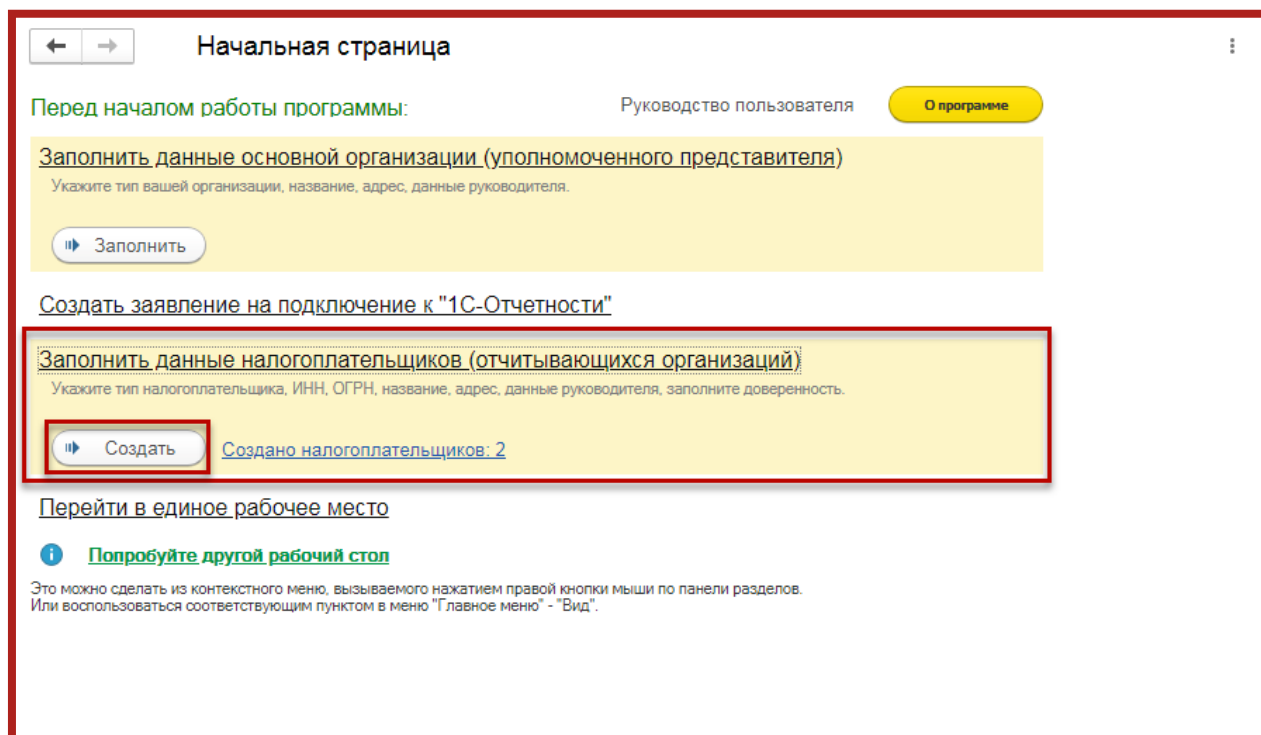 Начальная страница
Перед началом работы программы:
Руководство пользователя
О программе
Заполнить данные основной организации (уполномоченного представителя)
Укажите тип вашей организации, название, адрес, данные руководителя.
Заполнить
Создать заявление на подключение к "1С-Отчетности"
Заполнить данные налогоплательщиков (отчитывающихся организаций)
Укажите тип налогоплательщика, ИНН, ОГРН, название, адрес, данные руководителя, заполните доверенность.
Создать
Создано налогоплательщиков: 2
Перейти в единое рабочее место
Попробуйте другой рабочий стол
Это можно сделать из контекстного меню, вызываемого нажатием правой кнопки мыши по панели разделов.
Или воспользоваться соответствующим пунктом в меню "Главное меню" - "Вид".